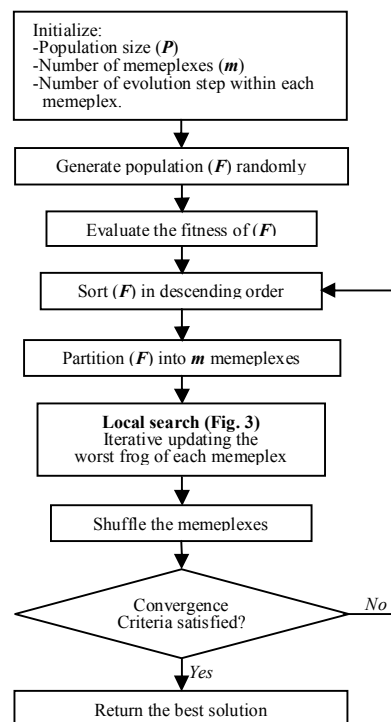 Initialize:
-Population size (P)
-Number of memeplexes (m)
-Number of evolution step within each
memeplex.
Generate population (F) randomly
Evaluate the fitness of (F)
Sort (F) in descending order
Partition (F) into m memeplexes
Local search (Fig. 3)
Iterative updating the
worst frog of each memeplex
Shuffle the memeplexes
Convergence
Criteria satisfied?
No
Yes
Return the best solution